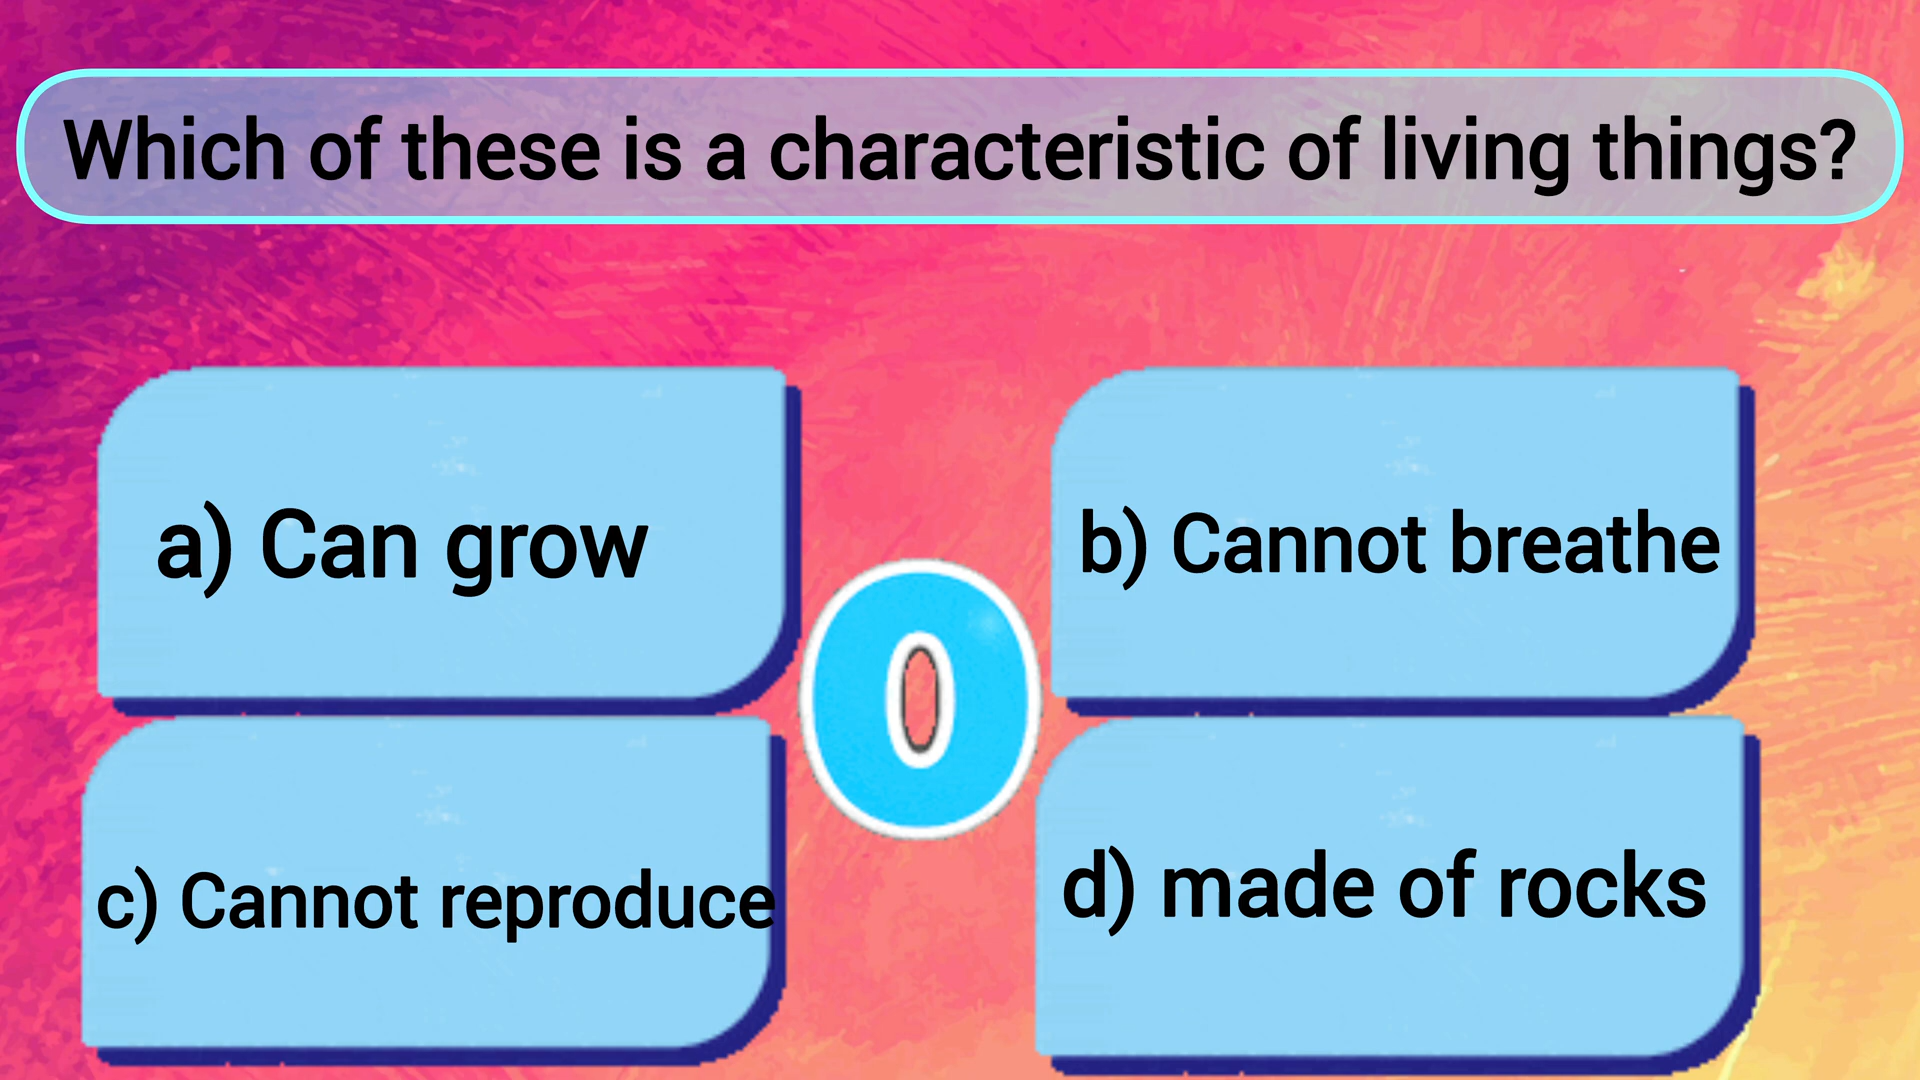 Which of these is a characteristic of living things?
a) Can grow
b) Cannot breathe
0
c) Cannot reproduce
d) made of rocks